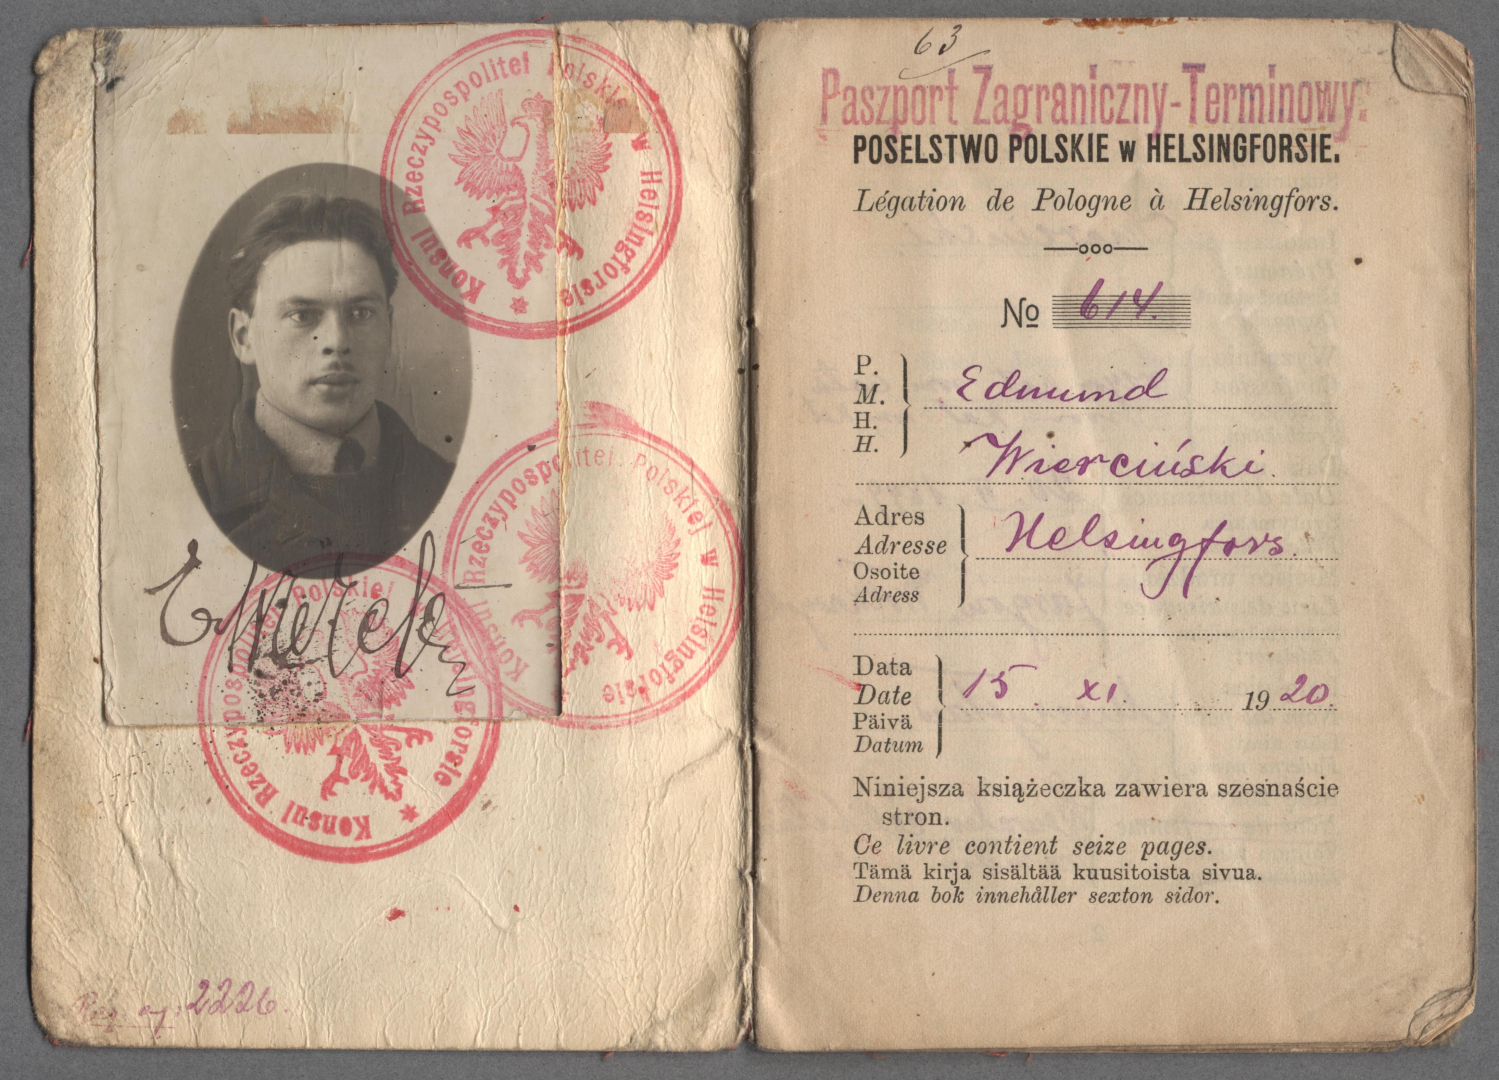 Konsul Rzeczypospolitej Polskiej w Helsingforsie *
Konsul Rzeczypospolitej Polskiej w Helsingforsie
Konsul Rzeczypospolitej Polskiej w Helsingforsie *
2226.
63
Paszport Zagraniczny-Terminowy.
POSELSTWO POLSKIE w HELSINGFORSIE.
Légation de Pologne à Helsingfors.
№ 614.
P.
M.
H.
H.
Edmund
Wierciński.
Adres
Adresse
Osoite
Adress
Helsingfors.
Data
Date
Päivä
Datum
15. XI. 1920.
Niniejsza książeczka zawiera szesnaście
stron.
Ce livre contient seize pages.
Tämä kirja sisältää kuusitoista sivua.
Denna bok innehåller sexton sidor.